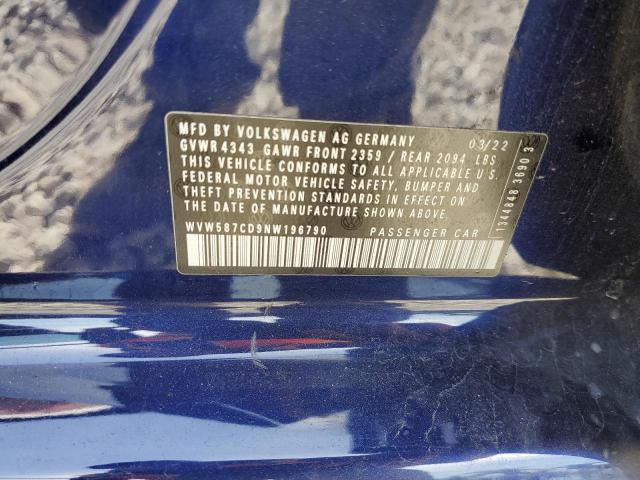 MFD BY VOLKSWAGEN AG GERMANY 03/22
GVWR 4343 GAWR FRONT 2359 / REAR 2094 LBS
THIS VEHICLE CONFORMS TO ALL APPLICABLE U.S.
FEDERAL MOTOR VEHICLE SAFETY, BUMPER AND
THEFT PREVENTION STANDARDS IN EFFECT ON
THE DATE OF MANUFACTURE SHOWN ABOVE.
WVW587CD9NW196790 PASSENGER CAR
1344848 3690 3